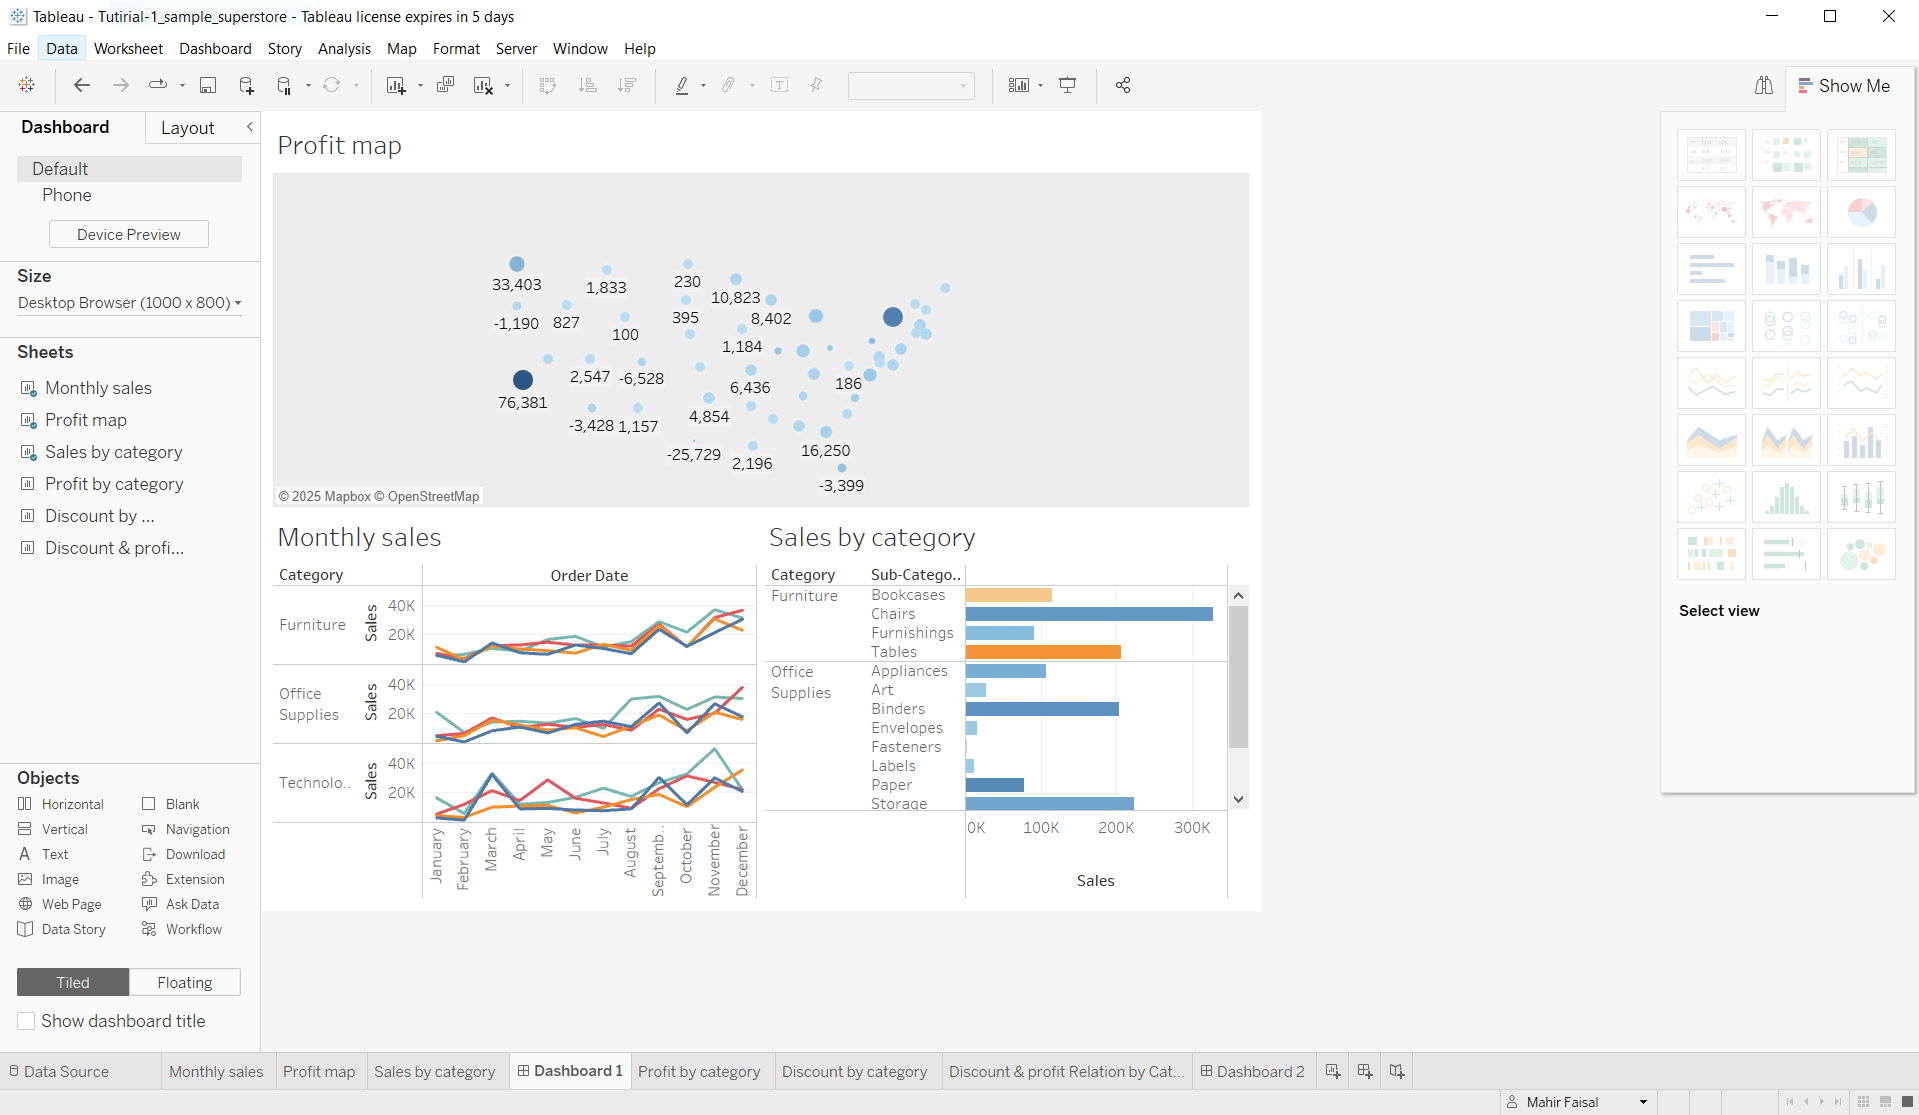 Tableau - Tutirial-1_sample_superstore - Tableau license expires in 5 days
File Data Worksheet Dashboard Story Analysis Map Format Server Window Help
Show Me
Dashboard Layout
Default
Phone
Device Preview
Size
Desktop Browser (1000 x 800)
Sheets
Monthly sales
Profit map
Sales by category
Profit by category
Discount by ...
Discount & profi...
Objects
Horizontal Blank
Vertical Navigation
Text Download
Image Extension
Web Page Ask Data
Data Story Workflow
Tiled Floating
Show dashboard title
Profit map
33,403
1,833
230
10,823
-1,190
827
395
8,402
100
1,184
2,547
-6,528
6,436
186
76,381
4,854
-3,428
1,157
16,250
-25,729
2,196
-3,399
© 2025 Mapbox © OpenStreetMap
Monthly sales
Category Order Date
Furniture Sales 40K 20K
Office Supplies Sales 40K 20K
Technolo.. Sales 40K 20K
January February March April May June July August Septemb.. October November December
Sales by category
Category Sub-Catego..
Furniture Bookcases
Chairs
Furnishings
Tables
Office Supplies Appliances
Art
Binders
Envelopes
Fasteners
Labels
Paper
Storage
0K 100K 200K 300K
Sales
Select view
Data Source Monthly sales Profit map Sales by category Dashboard 1 Profit by category Discount by category Discount & profit Relation by Cat... Dashboard 2
Mahir Faisal